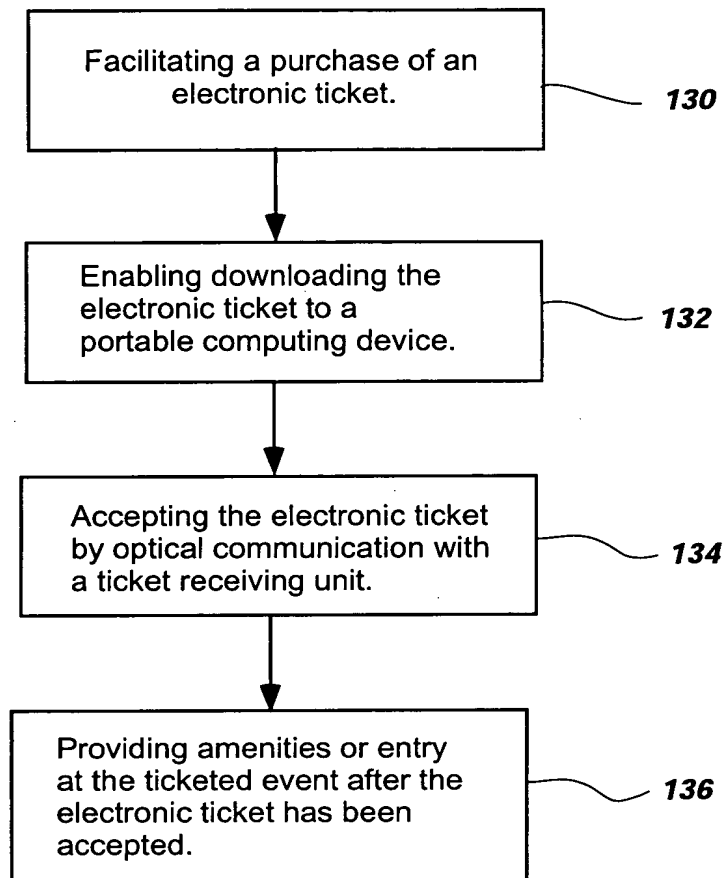 Facilitating a purchase of an
electronic ticket.
130
Enabling downloading the
electronic ticket to a
portable computing device.
132
Accepting the electronic ticket
by optical communication with
a ticket receiving unit.
134
Providing amenities or entry
at the ticketed event after the
electronic ticket has been
accepted.
136